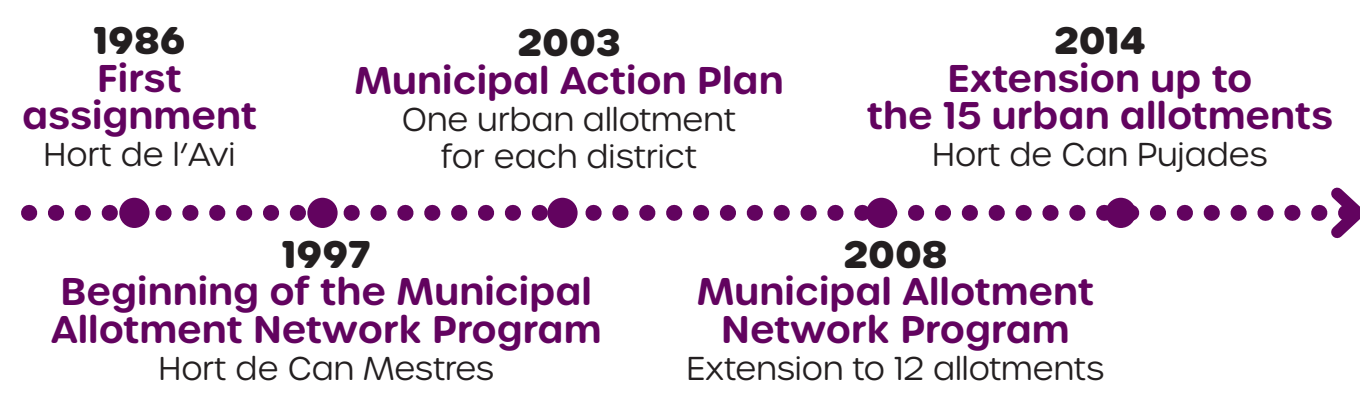 1986
First
assignment
Hort de l'Avi
2003
Municipal Action Plan
One urban allotment
for each district
2014
Extension up to
the 15 urban allotments
Hort de Can Pujades
1997
Beginning of the Municipal
Allotment Network Program
Hort de Can Mestres
2008
Municipal Allotment
Network Program
Extension to 12 allotments